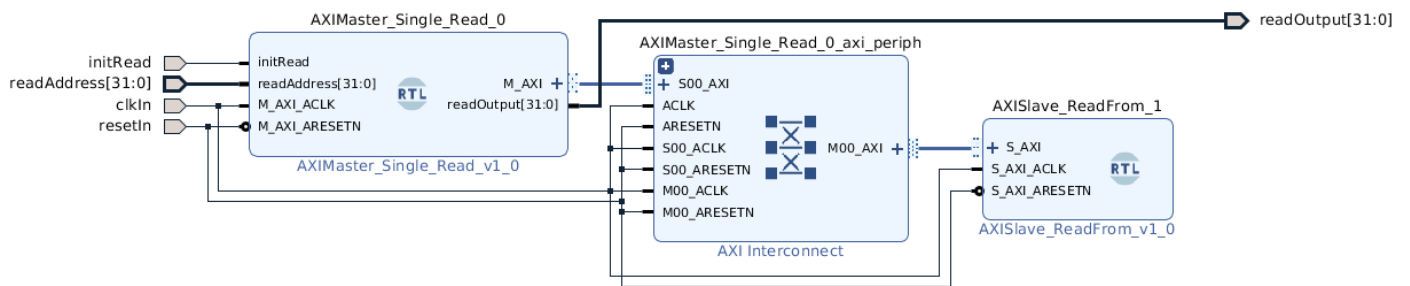 AXIMaster_Single_Read_0
readOutput[31:0]
initRead
readAddress[31:0]
clkIn
resetIn
initRead
readAddress[31:0]
M_AXI_ACLK
M_AXI_ARESETN
RTL
M_AXI
readOutput[31:0]
AXIMaster_Single_Read_v1_0
AXIMaster_Single_Read_0_axi_periph
S00_AXI
ACLK
ARESETN
S00_ACLK
S00_ARESETN
M00_ACLK
M00_ARESETN
M00_AXI
AXI Interconnect
AXISlave_ReadFrom_1
S_AXI
S_AXI_ACLK
S_AXI_ARESETN
RTL
AXISlave_ReadFrom_v1_0